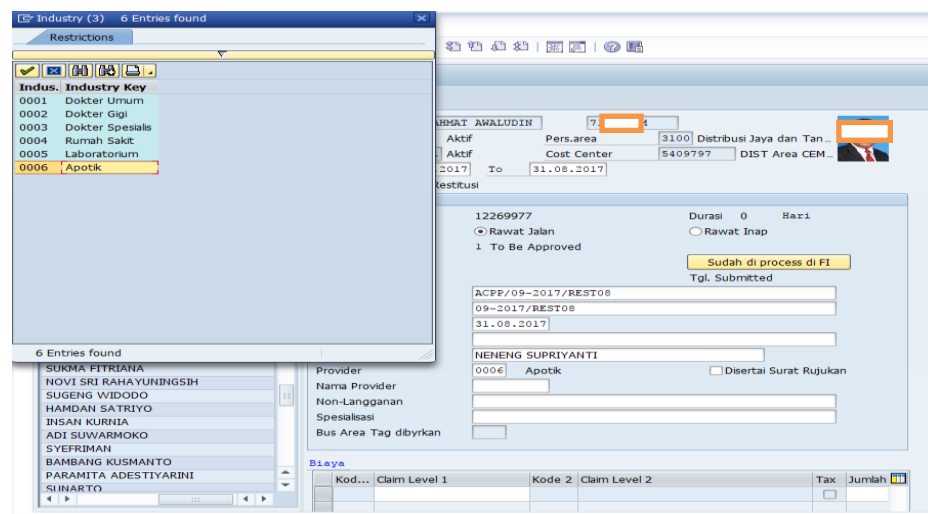 Industry (3) 6 Entries found
Restrictions
Indus. Industry Key
0001 Dokter Umum
0002 Dokter Gigi
0003 Dokter Spesialis
0004 Rumah Sakit
0005 Laboratorium
0006 Apotik
6 Entries found
AHMAT AWALUDIN
Aktif Pers.area 3100 Distribusi Jaya dan Tan...
Aktif Cost Center 5409797 DIST Area CEM...
.2017 To 31.08.2017
Restitusi
12269977 Durasi 0 Hari
Rawat Jalan Rawat Inap
1 To Be Approved
Sudah di process di FI
Tgl. Submitted
ACPP/09-2017/REST08
09-2017/REST08
31.08.2017
NENENG SUPRIYANTI
Provider 0006 Apotik Disertai Surat Rujukan
Nama Provider
Non-Langganan
Spesialisasi
Bus Area Tag dibyrkan
SUKMA FITRIANA
NOVI SRI RAHAYUNINGSIH
SUGENG WIDODO
HAMDAN SATRIYO
INSAN KURNIA
ADI SUWARMOKO
SYEFRIMAN
BAMBANG KUSMANTO
PARAMITA ADESTIYARINI
SUNARTO
Biaya
Kod... Claim Level 1 Kode 2 Claim Level 2 Tax Jumlah